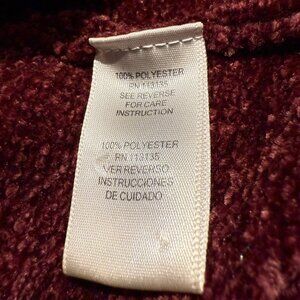 100% POLYESTER
RN 113135
SEE REVERSE
FOR CARE
INSTRUCTION
100% POLYESTER
RN 113135
VER REVERSO
INSTRUCCIONES
DE CUIDADO